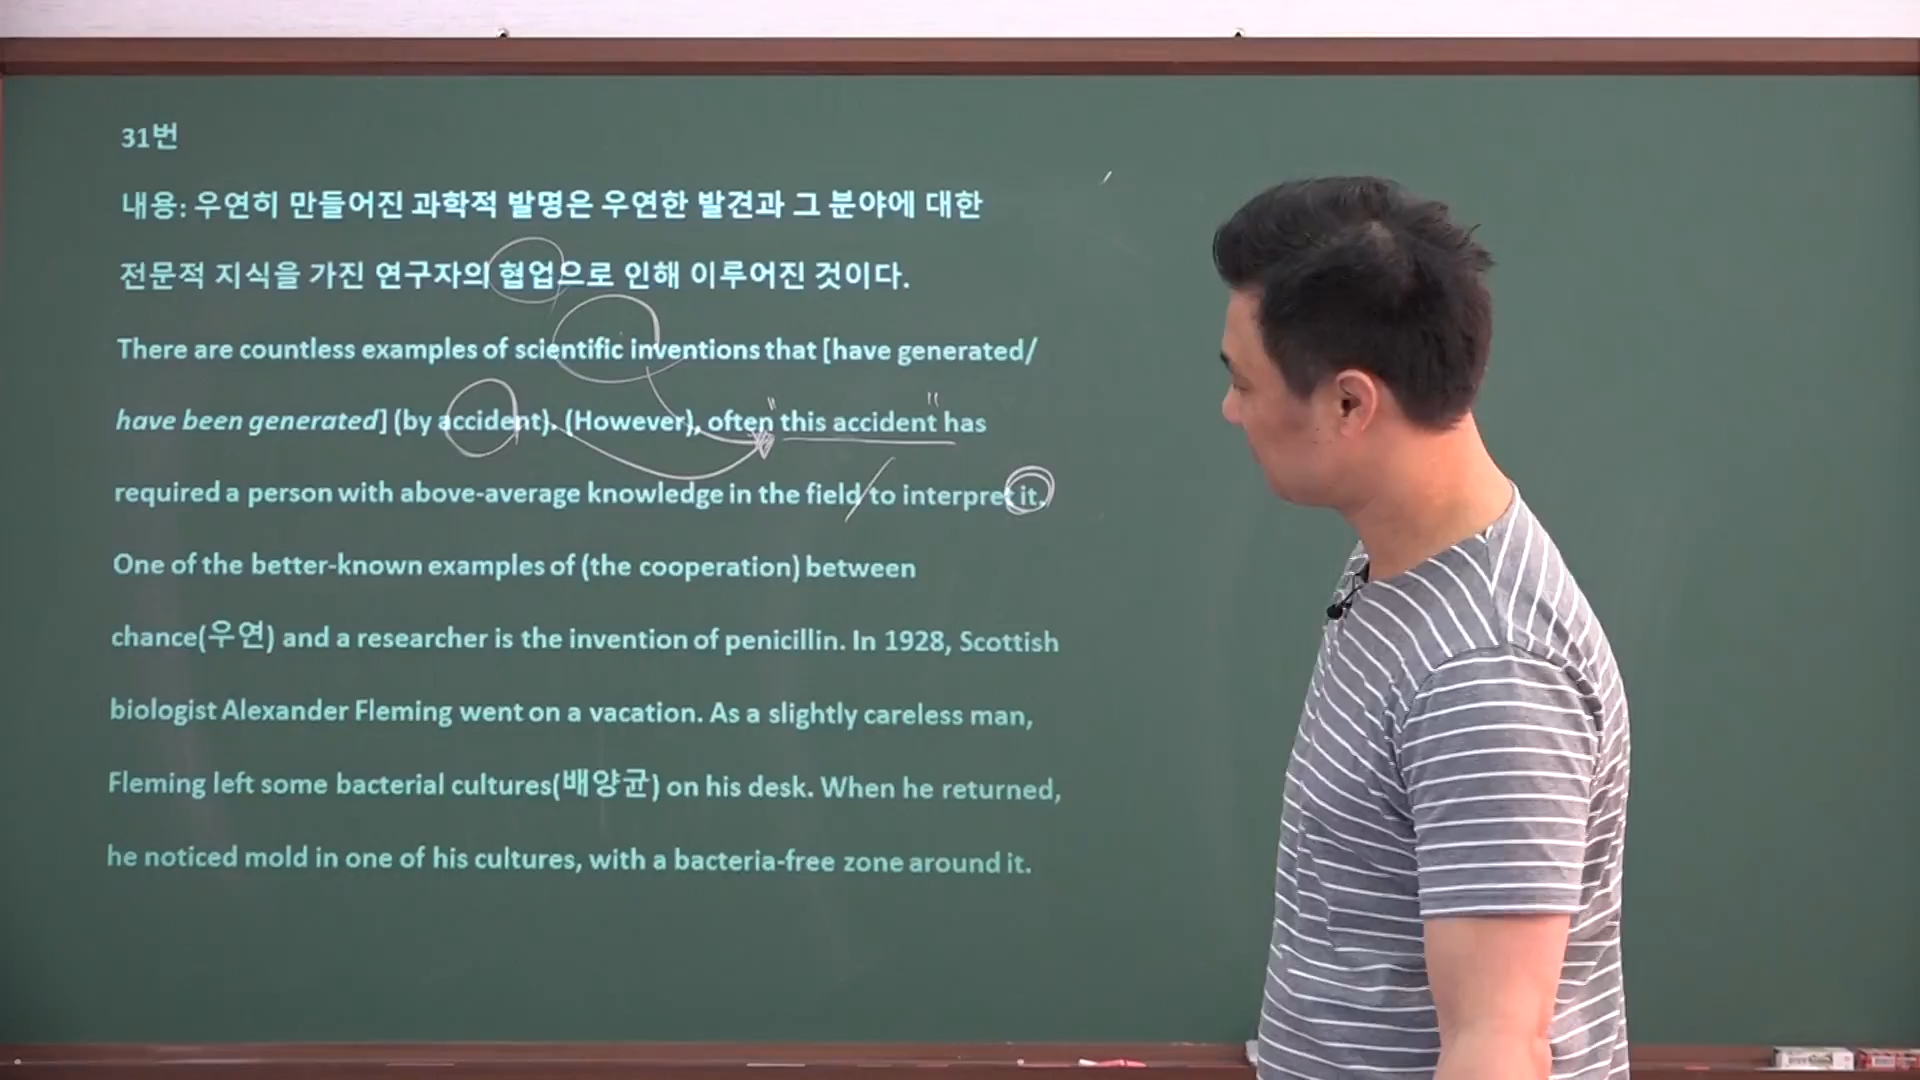 31번
내용: 우연히 만들어진 과학적 발명은 우연한 발견과 그 분야에 대한
전문적 지식을 가진 연구자의 협업으로 인해 이루어진 것이다.
There are countless examples of scientific inventions that [have generated/
have been generated] (by accident). (However), often "this accident" has
required a person with above-average knowledge in the field / to interpret it.
One of the better-known examples of (the cooperation) between
chance(우연) and a researcher is the invention of penicillin. In 1928, Scottish
biologist Alexander Fleming went on a vacation. As a slightly careless man,
Fleming left some bacterial cultures(배양균) on his desk. When he returned,
he noticed mold in one of his cultures, with a bacteria-free zone around it.